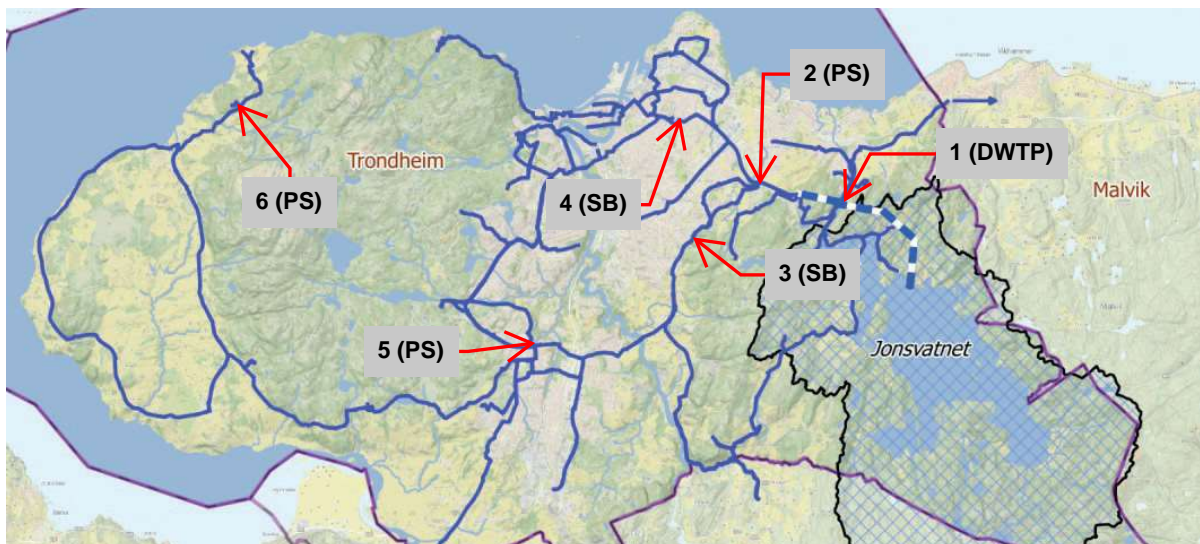 2 (PS)
1 (DWTP)
Trondheim
Malvik
6 (PS)
4 (SB)
3 (SB)
5 (PS)
Jonsvatnet